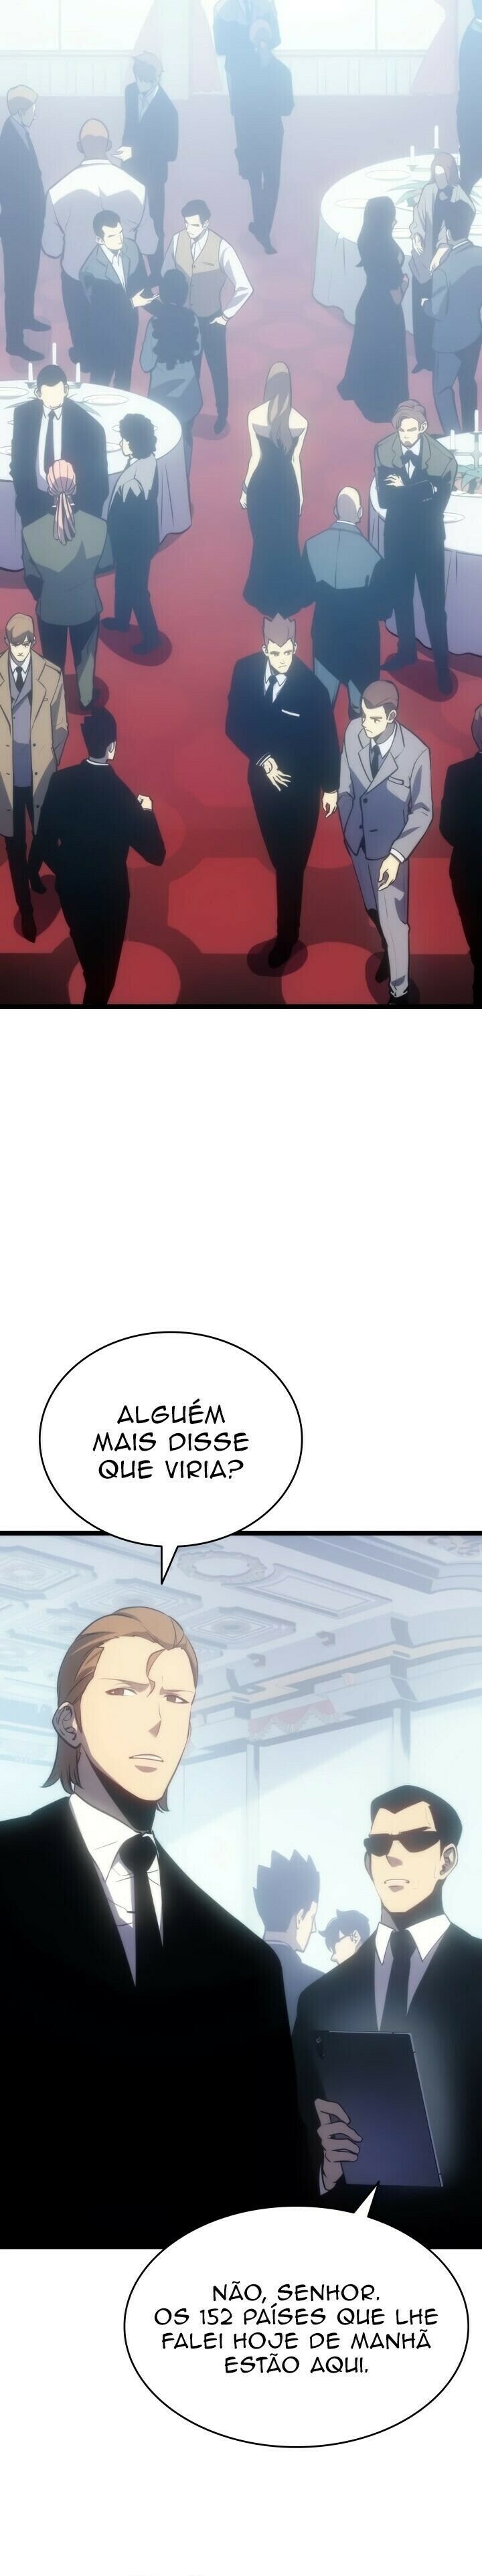 ALGUÉM
MAIS DISSE
QUE VIRIA?
NÃO, SENHOR.
OS 152 PAÍSES QUE LHE
FALEI HOJE DE MANHÃ
ESTÃO AQUI.